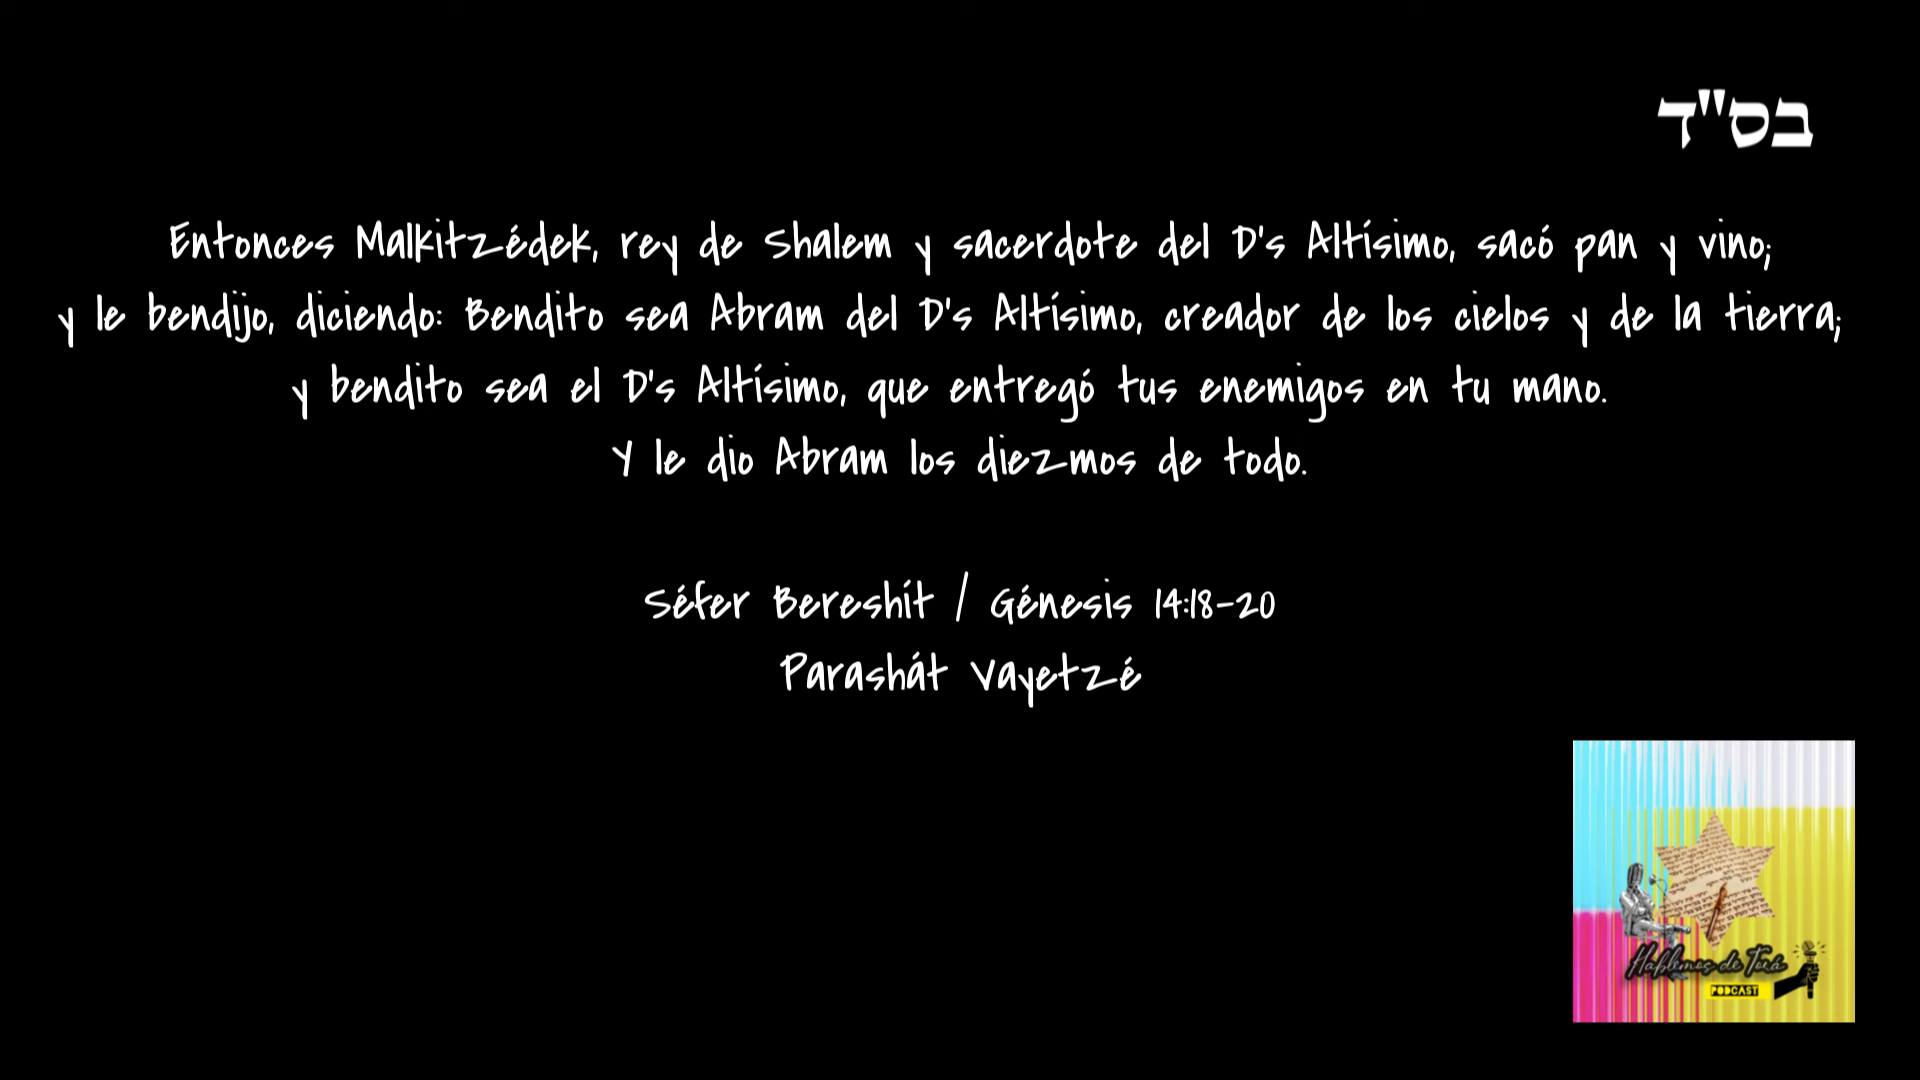 בס"ד
Entonces Malkitzédek, rey de Shalem y sacerdote del D's Altísimo, sacó pan y vino;
y le bendijo, diciendo: Bendito sea Abram del D's Altísimo, creador de los cielos y de la tierra;
y bendito sea el D's Altísimo, que entregó tus enemigos en tu mano.
Y le dio Abram los diezmos de todo.
Séfer Bereshít / Génesis 14:18-20
Parashát Vayetzé
Hablemos de Torá
PODCAST